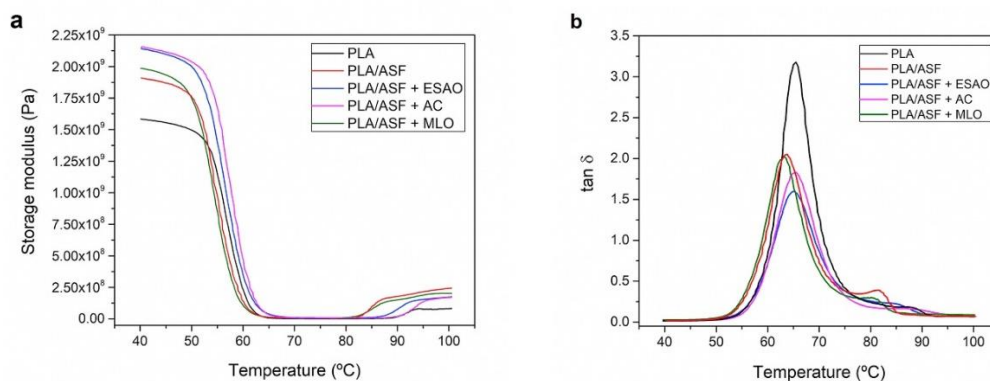 a
Storage modulus (Pa)
2.25x10⁹
2.00x10⁹
1.75x10⁹
1.50x10⁹
1.25x10⁹
1.00x10⁹
7.50x10⁸
5.00x10⁸
2.50x10⁸
0.00
40 50 60 70 80 90 100
Temperature (ºC)
PLA
PLA/ASF
PLA/ASF + ESAO
PLA/ASF + AC
PLA/ASF + MLO
b
tan δ
3.5
3.0
2.5
2.0
1.5
1.0
0.5
0.0
40 50 60 70 80 90 100
Temperature (ºC)
PLA
PLA/ASF
PLA/ASF + ESAO
PLA/ASF + AC
PLA/ASF + MLO